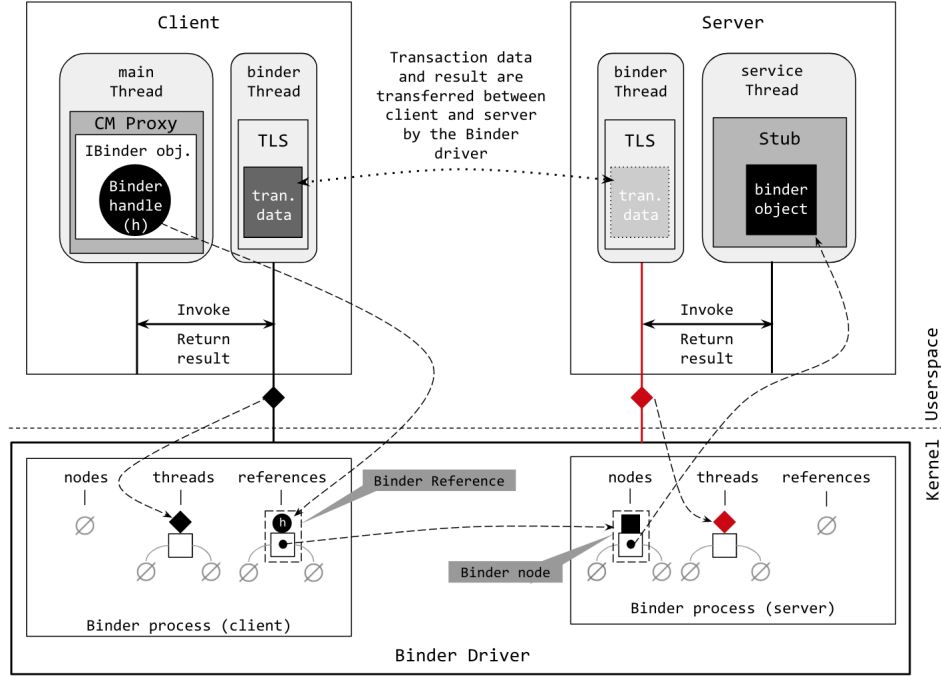 Client
Server
main
Thread
CM Proxy
IBinder obj.
Binder
handle
(h)
binder
Thread
TLS
tran.
data
Transaction data
and result are
transferred between
client and server
by the Binder
driver
binder
Thread
TLS
tran.
data
service
Thread
Stub
binder
object
Invoke
Return
result
Invoke
Return
result
Userspace
Kernel
nodes
threads
references
∅
h
∅
∅
∅
∅
Binder Reference
Binder node
Binder process (client)
nodes
threads
references
∅
∅
∅
∅
∅
Binder process (server)
Binder Driver